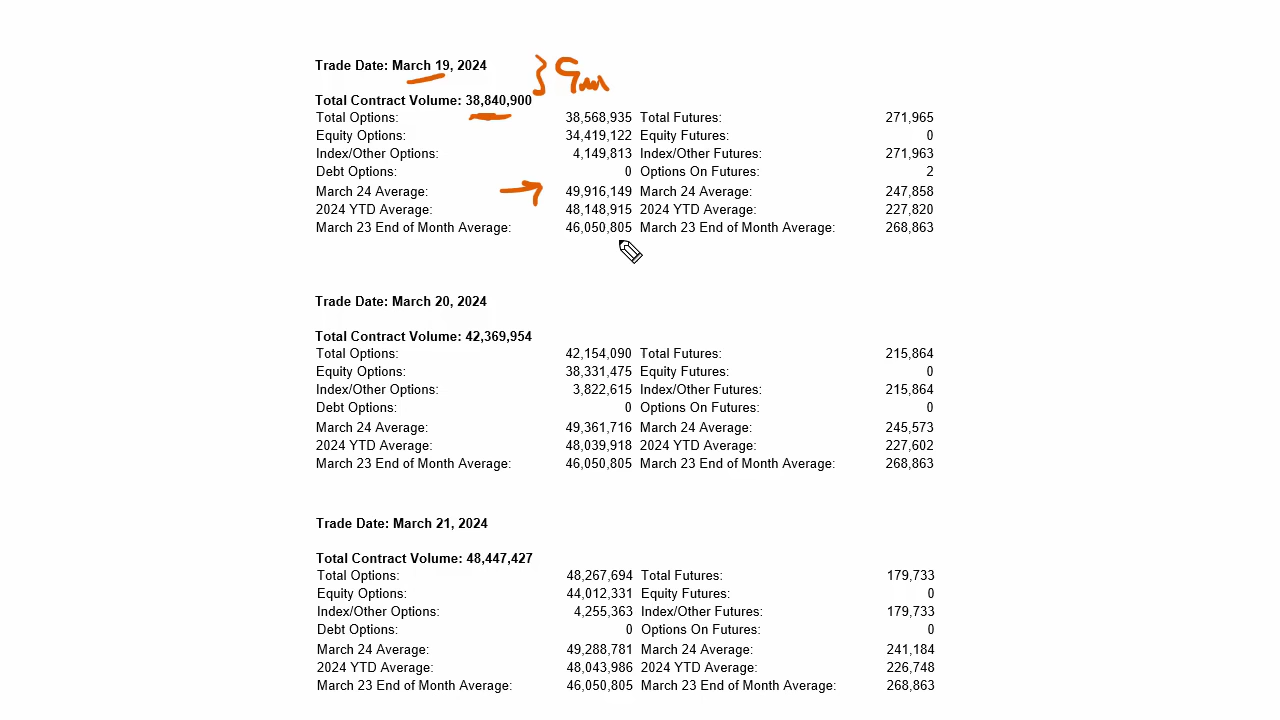 Trade Date: March 19, 2024
Total Contract Volume: 38,840,900
Total Options: 38,568,935 Total Futures: 271,965
Equity Options: 34,419,122 Equity Futures: 0
Index/Other Options: 4,149,813 Index/Other Futures: 271,963
Debt Options: 0 Options On Futures: 2
March 24 Average: 49,916,149 March 24 Average: 247,858
2024 YTD Average: 48,148,915 2024 YTD Average: 227,820
March 23 End of Month Average: 46,050,805 March 23 End of Month Average: 268,863
Trade Date: March 20, 2024
Total Contract Volume: 42,369,954
Total Options: 42,154,090 Total Futures: 215,864
Equity Options: 38,331,475 Equity Futures: 0
Index/Other Options: 3,822,615 Index/Other Futures: 215,864
Debt Options: 0 Options On Futures: 0
March 24 Average: 49,361,716 March 24 Average: 245,573
2024 YTD Average: 48,039,918 2024 YTD Average: 227,602
March 23 End of Month Average: 46,050,805 March 23 End of Month Average: 268,863
Trade Date: March 21, 2024
Total Contract Volume: 48,447,427
Total Options: 48,267,694 Total Futures: 179,733
Equity Options: 44,012,331 Equity Futures: 0
Index/Other Options: 4,255,363 Index/Other Futures: 179,733
Debt Options: 0 Options On Futures: 0
March 24 Average: 49,288,781 March 24 Average: 241,184
2024 YTD Average: 48,043,986 2024 YTD Average: 226,748
March 23 End of Month Average: 46,050,805 March 23 End of Month Average: 268,863